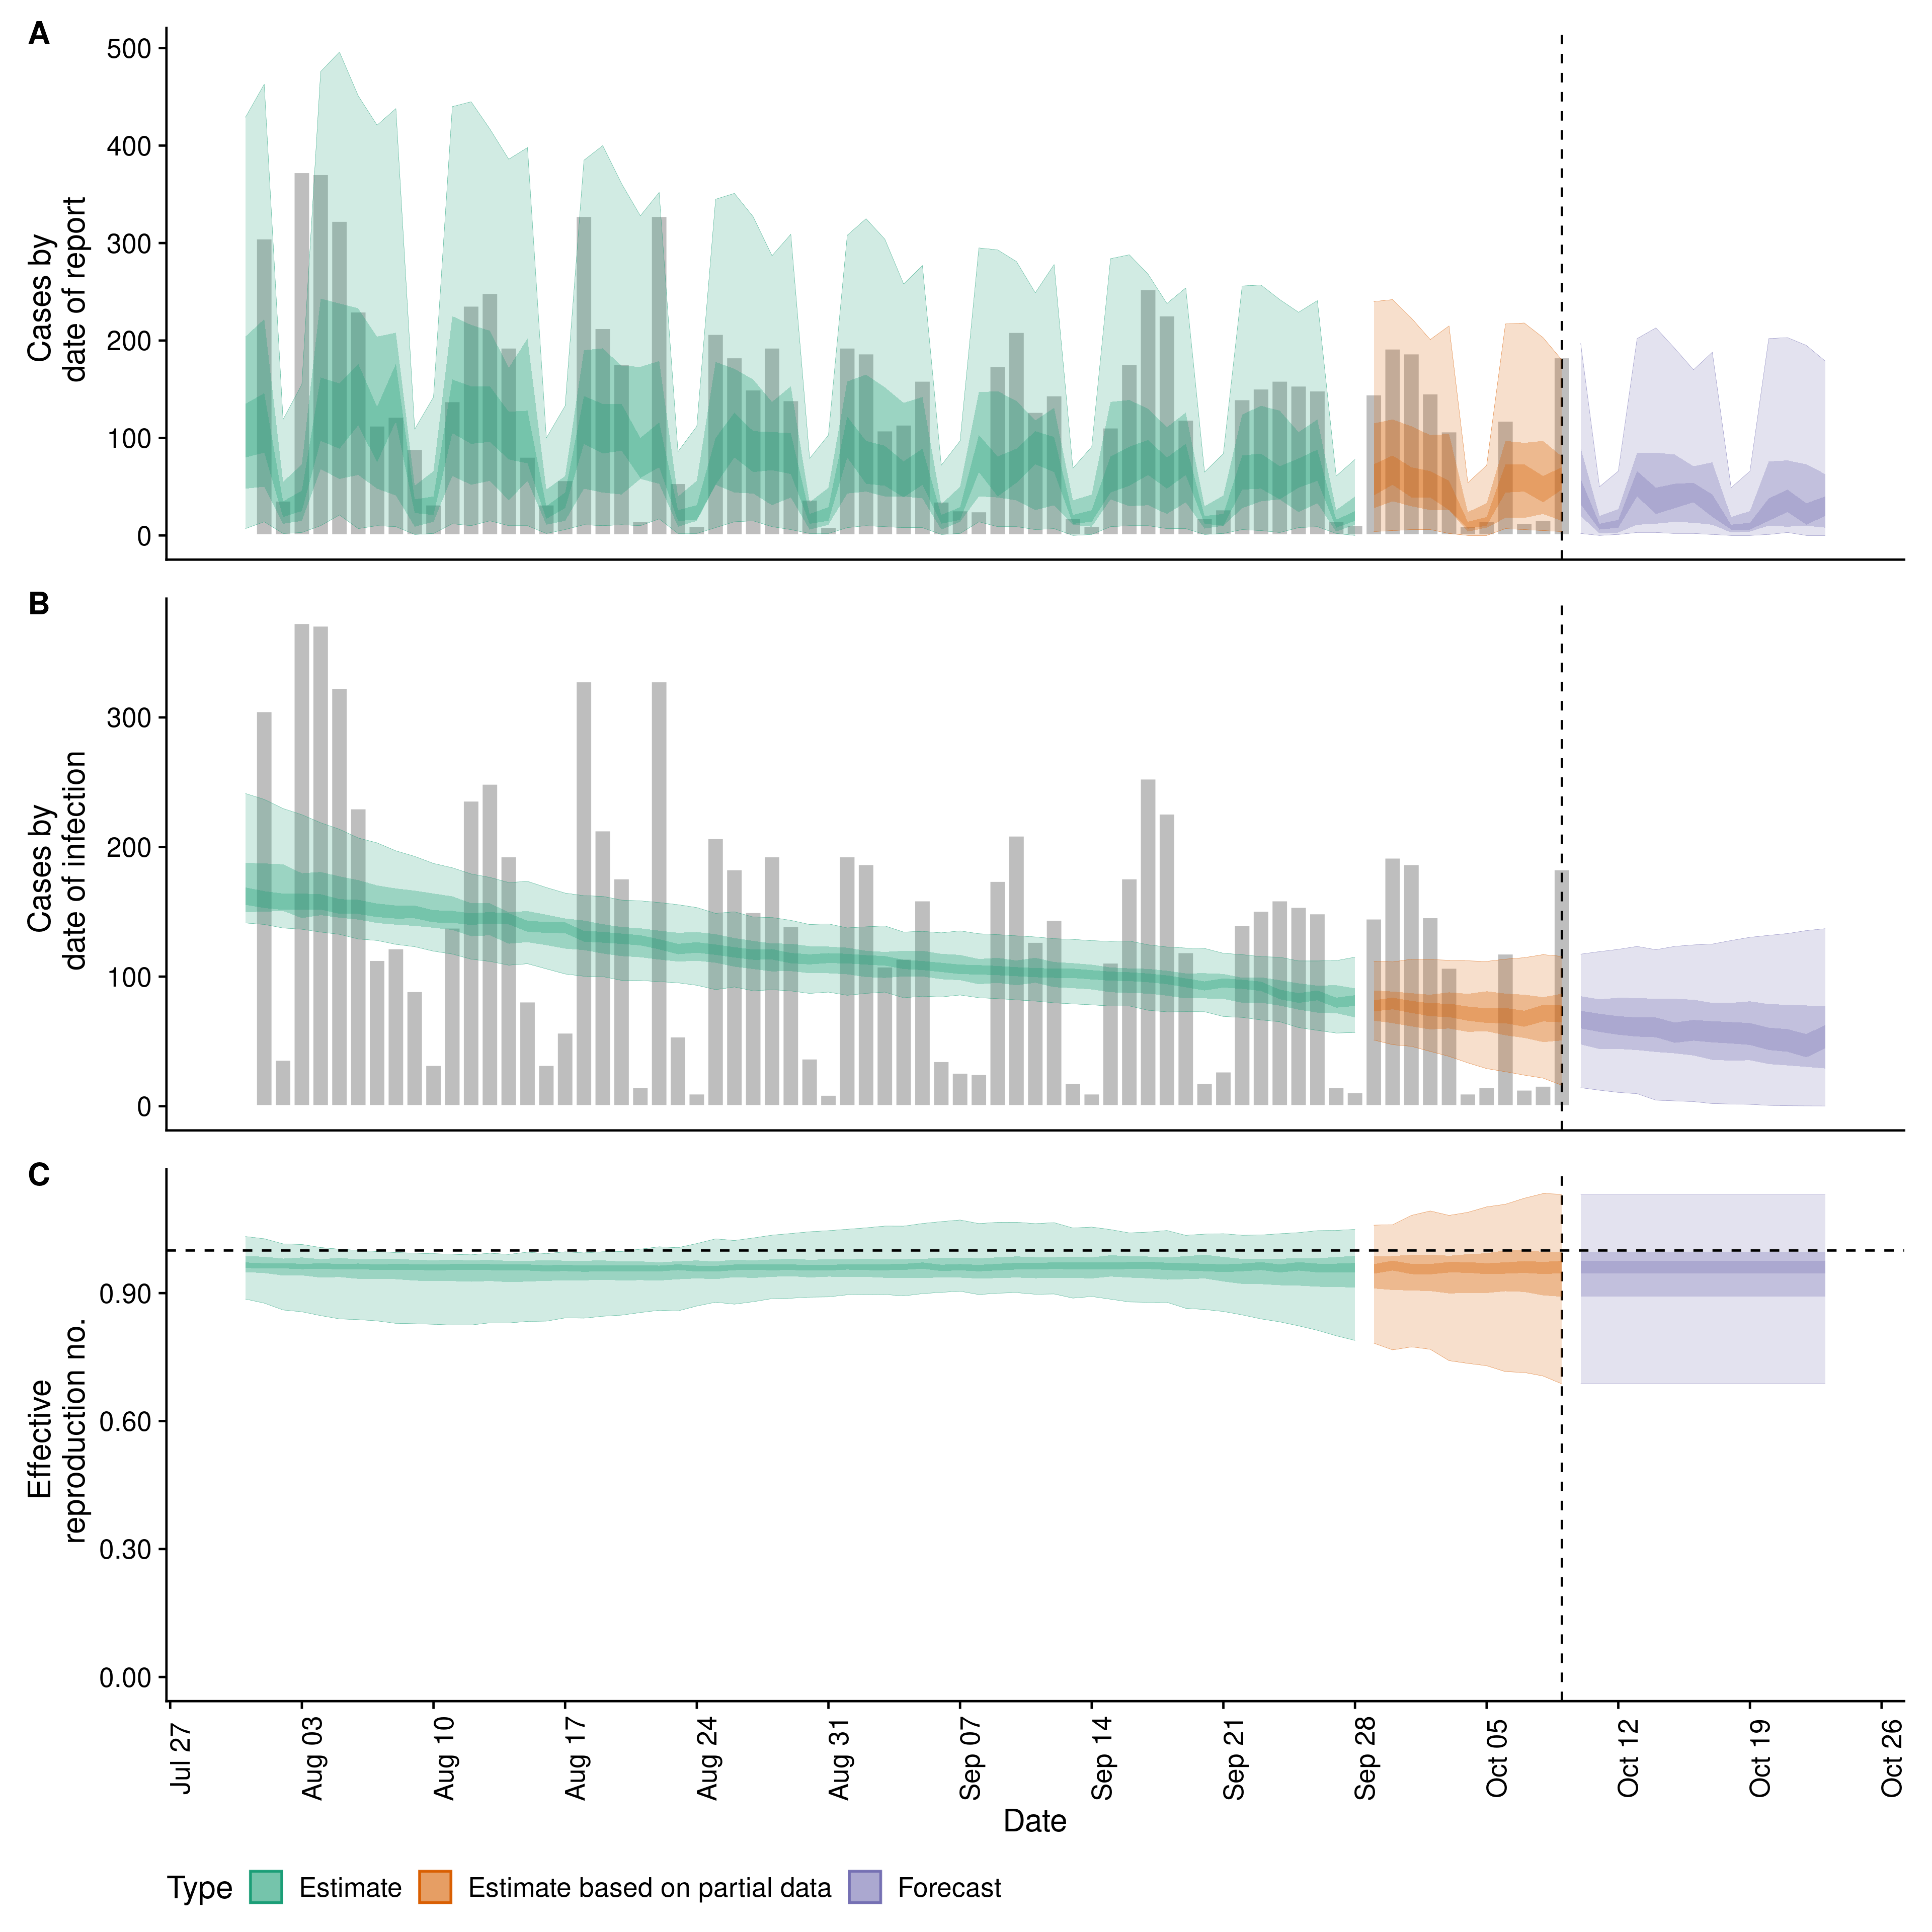 A
Cases by
date of report
500
400
300
200
100
0
B
Cases by
date of infection
300
200
100
0
C
Effective
reproduction no.
0.90
0.60
0.30
0.00
Jul 27
Aug 03
Aug 10
Aug 17
Aug 24
Aug 31
Sep 07
Sep 14
Sep 21
Sep 28
Oct 05
Oct 12
Oct 19
Oct 26
Date
Type Estimate Estimate based on partial data Forecast